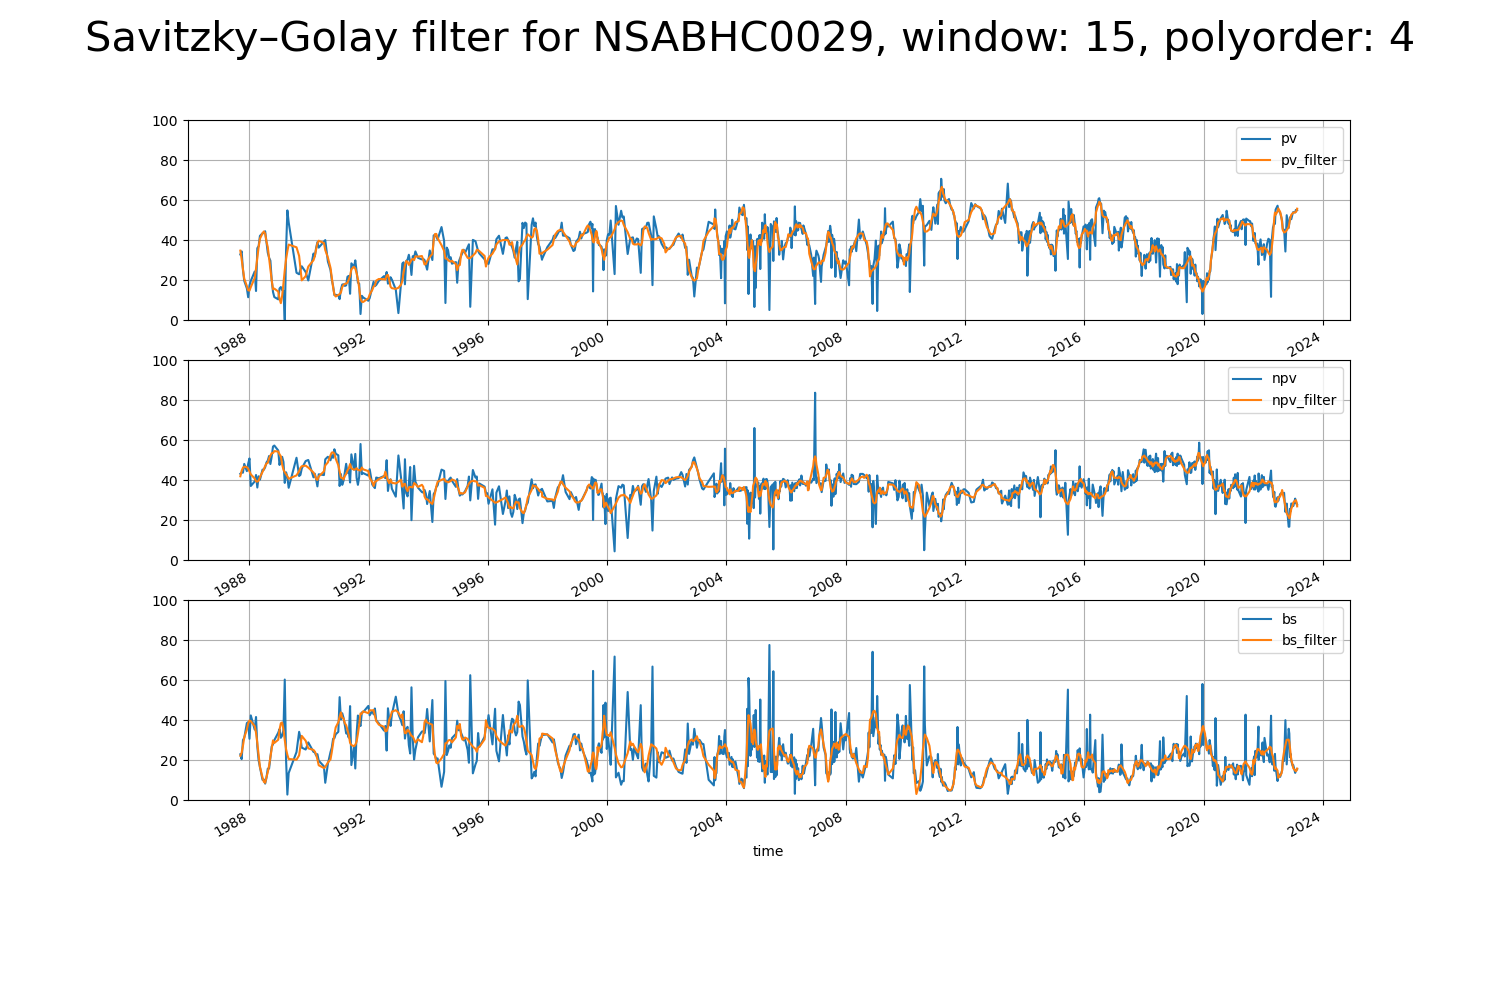 Savitzky–Golay filter for NSABHC0029, window: 15, polyorder: 4
100
80
60
40
20
0
pv
pv_filter
1988 1992 1996 2000 2004 2008 2012 2016 2020 2024
100
80
60
40
20
0
npv
npv_filter
1988 1992 1996 2000 2004 2008 2012 2016 2020 2024
100
80
60
40
20
0
bs
bs_filter
1988 1992 1996 2000 2004 2008 2012 2016 2020 2024
time